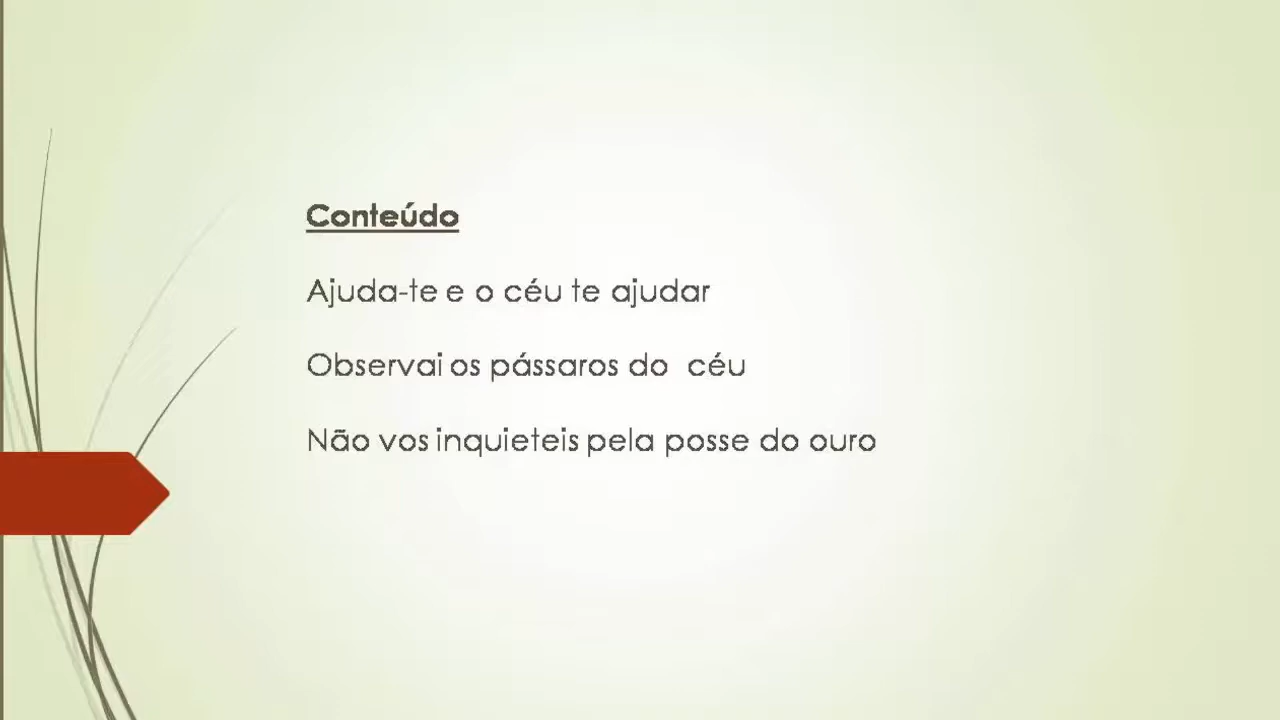 Conteúdo
Ajuda-te e o céu te ajudar
Observai os pássaros do céu
Não vos inquieteis pela posse do ouro